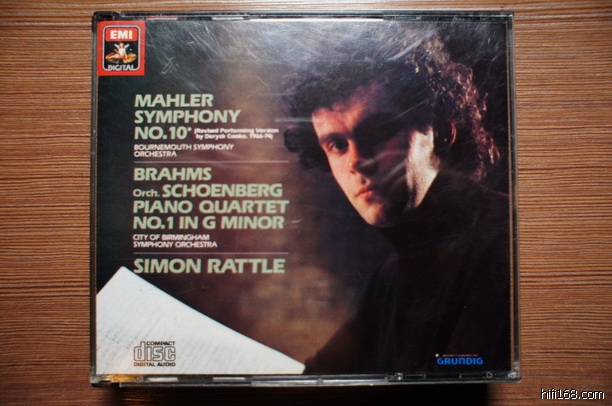 EMI
DIGITAL
MAHLER
SYMPHONY
NO.10* (Revised Performing Version
by Deryck Cooke, 1966-74)
BOURNEMOUTH SYMPHONY
ORCHESTRA
BRAHMS
Orch. SCHOENBERG
PIANO QUARTET
NO.1 IN G MINOR
CITY OF BIRMINGHAM
SYMPHONY ORCHESTRA
SIMON RATTLE
COMPACT
disc
DIGITAL AUDIO
GRUNDIG
hifi168.com